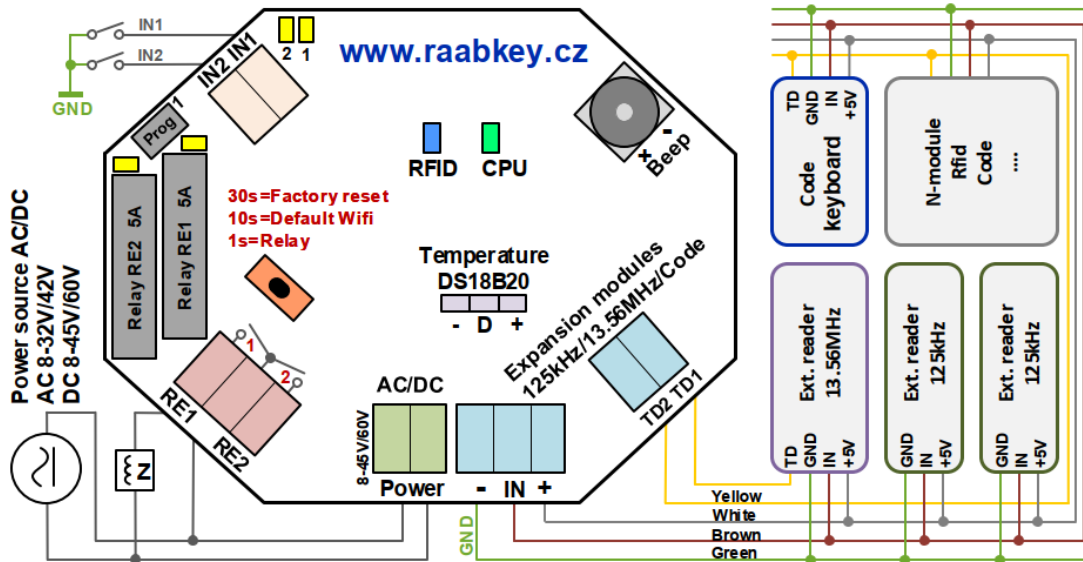 IN1
IN2
GND
2 1
IN2 IN1
www.raabkey.cz
Prog
1
Relay RE2 5A
Relay RE1 5A
RFID
CPU
-
+
Beep
30s=Factory reset
10s=Default Wifi
1s=Relay
Temperature
DS18B20
- D +
Expansion modules
125kHz/13.56MHz/Code
TD2 TD1
1
2
RE1
RE2
AC/DC
8-45V/60V
Power
- IN +
GND
Power source AC/DC
AC 8-32V/42V
DC 8-45V/60V
N
Yellow
White
Brown
Green
TD
GND
IN
+5V
Code
keyboard
N-module
Rfid
Code
....
Ext. reader
13.56MHz
TD
GND
IN
+5V
Ext. reader
125kHz
GND
IN
+5V
Ext. reader
125kHz
GND
IN
+5V